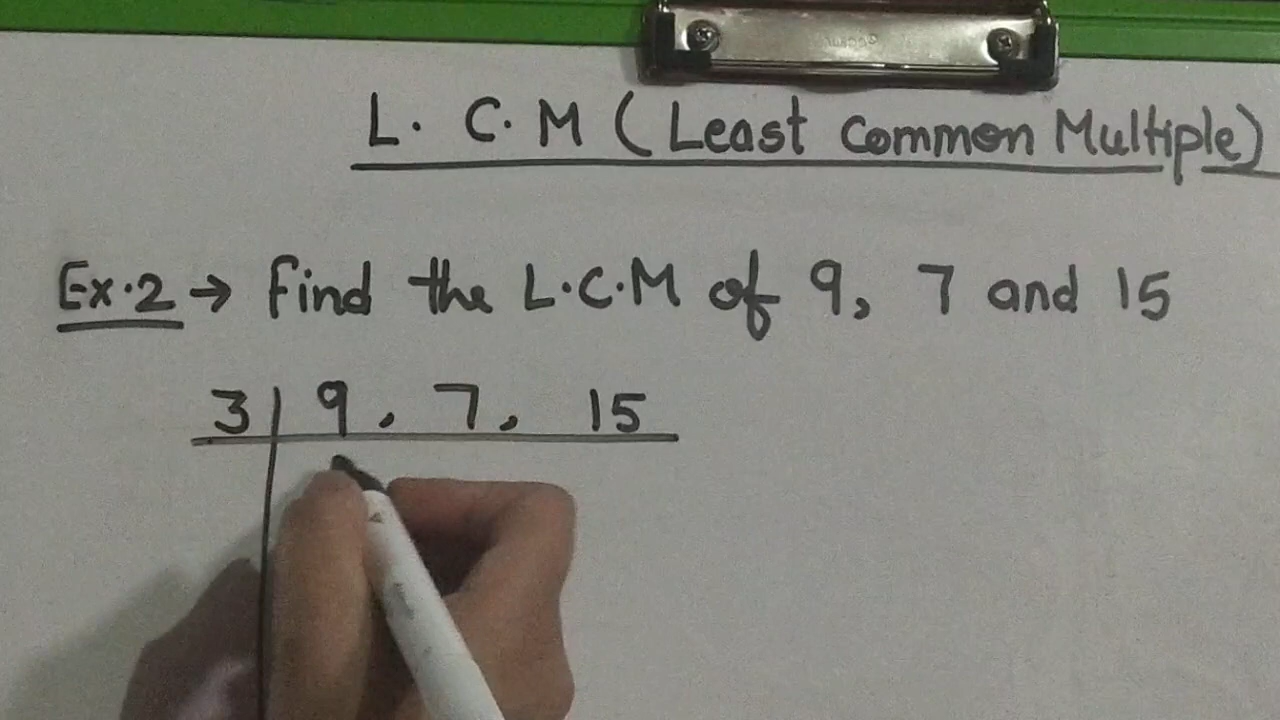 L. C. M (Least Common Multiple)
Ex.2 → Find the L.C.M of 9, 7 and 15
3 | 9, 7, 15